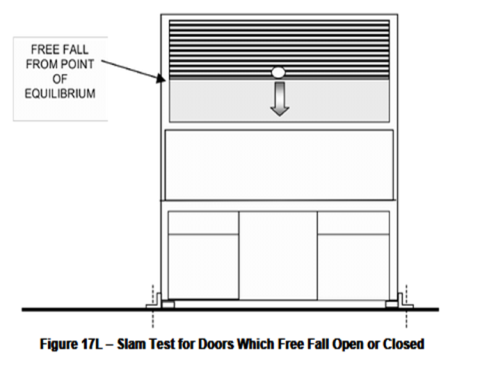 FREE FALL
FROM POINT
OF
EQUILIBRIUM
Figure 17L – Slam Test for Doors Which Free Fall Open or Closed